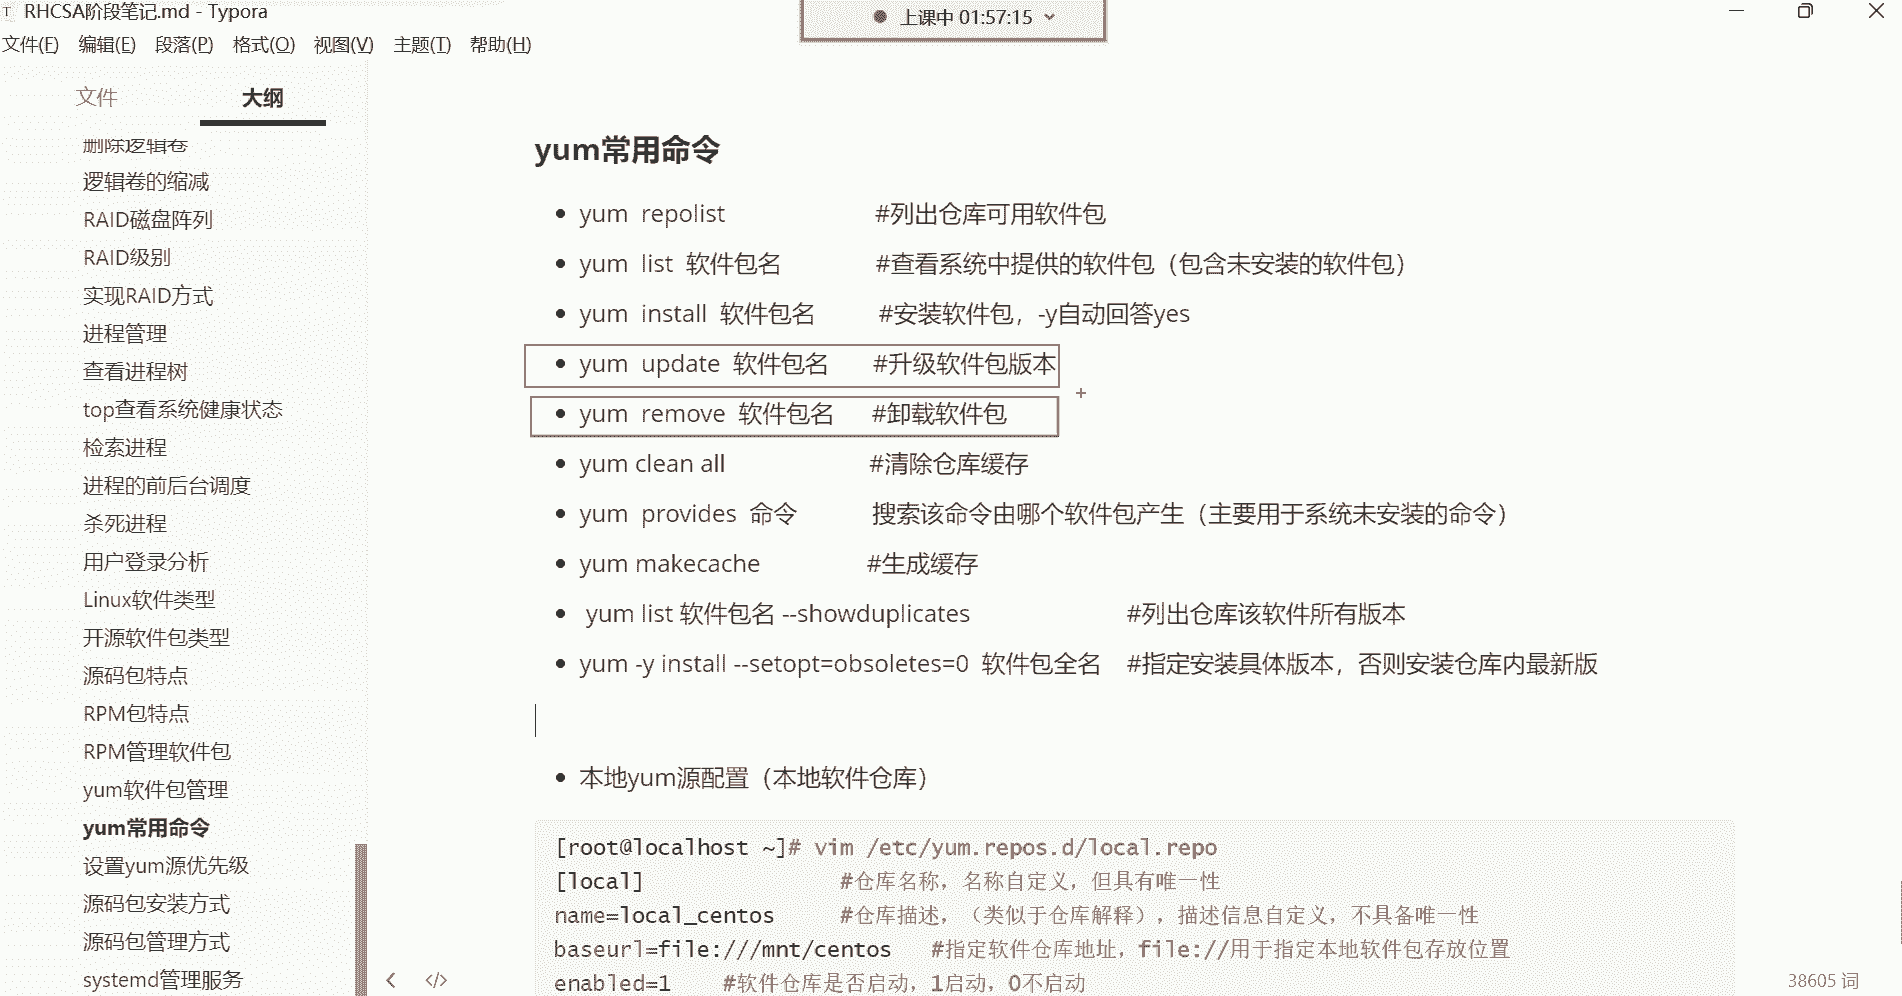 RHCSA阶段笔记.md - Typora
上课中 01:57:15
文件(F) 编辑(E) 段落(P) 格式(O) 视图(V) 主题(T) 帮助(H)
文件 大纲
删除逻辑卷
逻辑卷的缩减
RAID磁盘阵列
RAID级别
实现RAID方式
进程管理
查看进程树
top查看系统健康状态
检索进程
进程的前后台调度
杀死进程
用户登录分析
Linux软件类型
开源软件包类型
源码包特点
RPM包特点
RPM管理软件包
yum软件包管理
yum常用命令
设置yum源优先级
源码包安装方式
源码包管理方式
systemd管理服务
yum常用命令
yum repolist #列出仓库可用软件包
yum list 软件包名 #查看系统中提供的软件包（包含未安装的软件包）
yum install 软件包名 #安装软件包，-y自动回答yes
yum update 软件包名 #升级软件包版本
yum remove 软件包名 #卸载软件包
yum clean all #清除仓库缓存
yum provides 命令 搜索该命令由哪个软件包产生（主要用于系统未安装的命令）
yum makecache #生成缓存
yum list 软件包名 --showduplicates #列出仓库该软件所有版本
yum -y install --setopt=obsoletes=0 软件包全名 #指定安装具体版本，否则安装仓库内最新版
本地yum源配置（本地软件仓库）
[root@localhost ~]# vim /etc/yum.repos.d/local.repo
[local] #仓库名称，名称自定义，但具有唯一性
name=local_centos #仓库描述，（类似于仓库解释），描述信息自定义，不具备唯一性
baseurl=file:///mnt/centos #指定软件仓库地址，file://用于指定本地软件包存放位置
enabled=1 #软件仓库是否启动，1启动，0不启动
38605 词